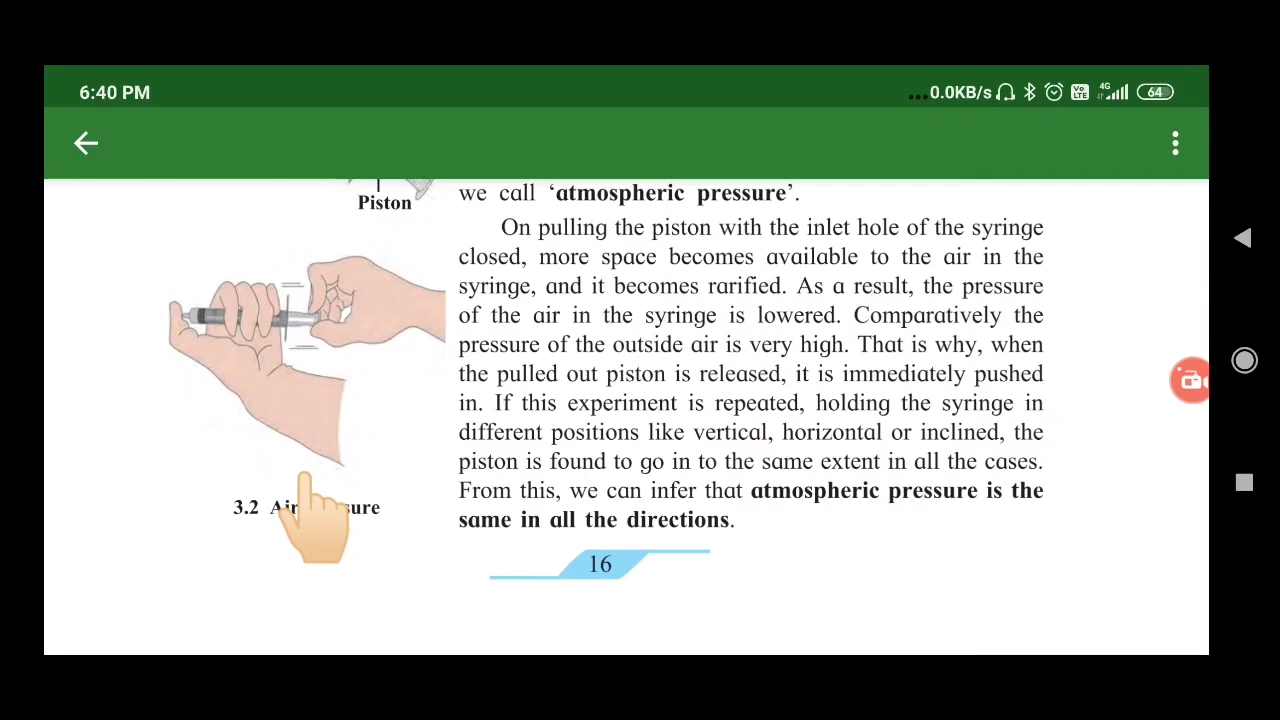 6:40 PM
...0.0KB/s Vo LTE 4G 64
Piston
we call ‘atmospheric pressure’.
On pulling the piston with the inlet hole of the syringe
closed, more space becomes available to the air in the
syringe, and it becomes rarified. As a result, the pressure
of the air in the syringe is lowered. Comparatively the
pressure of the outside air is very high. That is why, when
the pulled out piston is released, it is immediately pushed
in. If this experiment is repeated, holding the syringe in
different positions like vertical, horizontal or inclined, the
piston is found to go in to the same extent in all the cases.
From this, we can infer that atmospheric pressure is the
same in all the directions.
3.2 Air
16